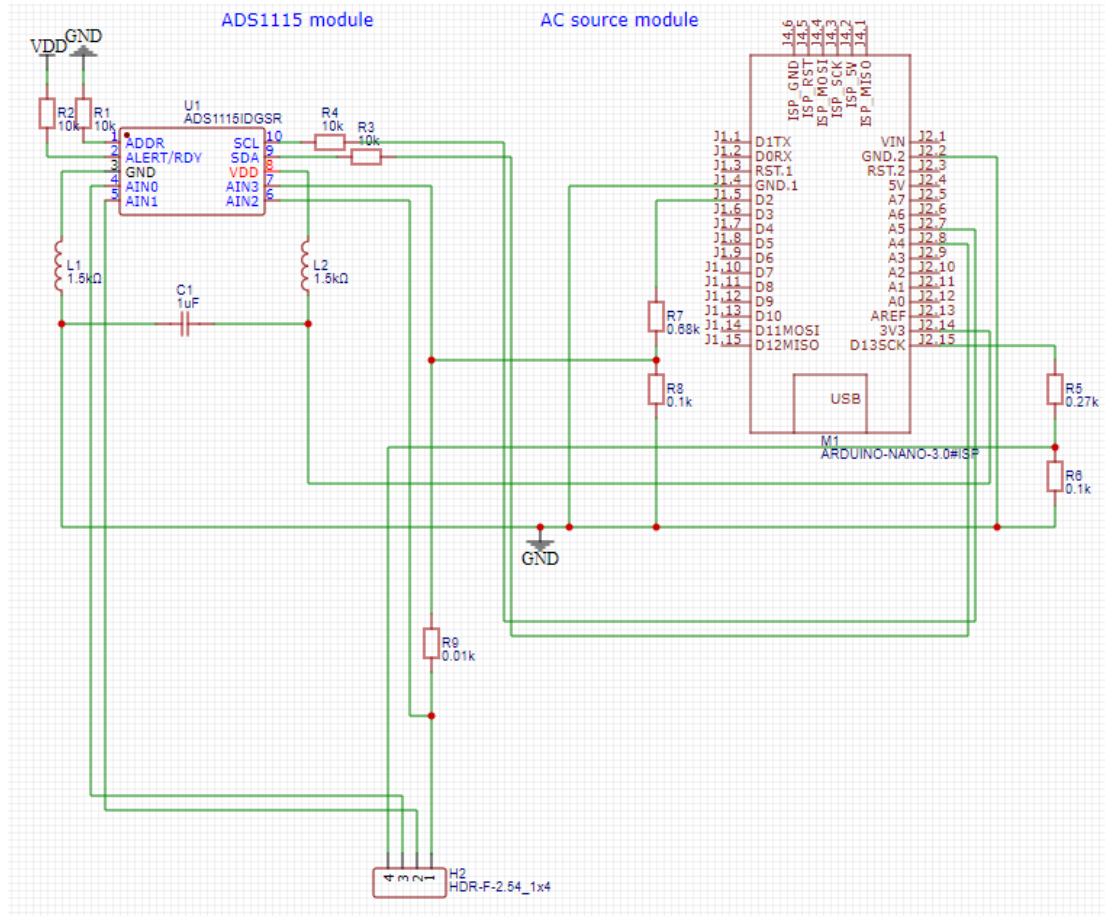 ADS1115 module
AC source module
VDD
GND
R2
10k
R1
10k
U1
ADS1115IDGSR
1
ADDR
2
ALERT/RDY
3
GND
4
AIN0
5
AIN1
SCL
10
SDA
9
VDD
8
AIN3
7
AIN2
6
R4
10k
R3
10k
L1
1.5kΩ
L2
1.5kΩ
C1
1uF
J4.6
J4.5
J4.4
J4.3
J4.2
J4.1
ISP_GND
ISP_RST
ISP_MOSI
ISP_SCK
ISP_5V
ISP_MISO
J1.1
D1TX
J1.2
D0RX
J1.3
RST.1
J1.4
GND.1
J1.5
D2
J1.6
D3
J1.7
D4
J1.8
D5
J1.9
D6
J1.10
D7
J1.11
D8
J1.12
D9
J1.13
D10
J1.14
D11MOSI
J1.15
D12MISO
VIN
J2.1
GND.2
J2.2
RST.2
J2.3
5V
J2.4
A7
J2.5
A6
J2.6
A5
J2.7
A4
J2.8
A3
J2.9
A2
J2.10
A1
J2.11
A0
J2.12
AREF
J2.13
3V3
J2.14
D13SCK
J2.15
USB
M1
ARDUINO-NANO-3.0#ISP
R7
0.68k
R8
0.1k
R5
0.27k
R6
0.1k
GND
R9
0.01k
4
3
2
1
H2
HDR-F-2.54_1x4